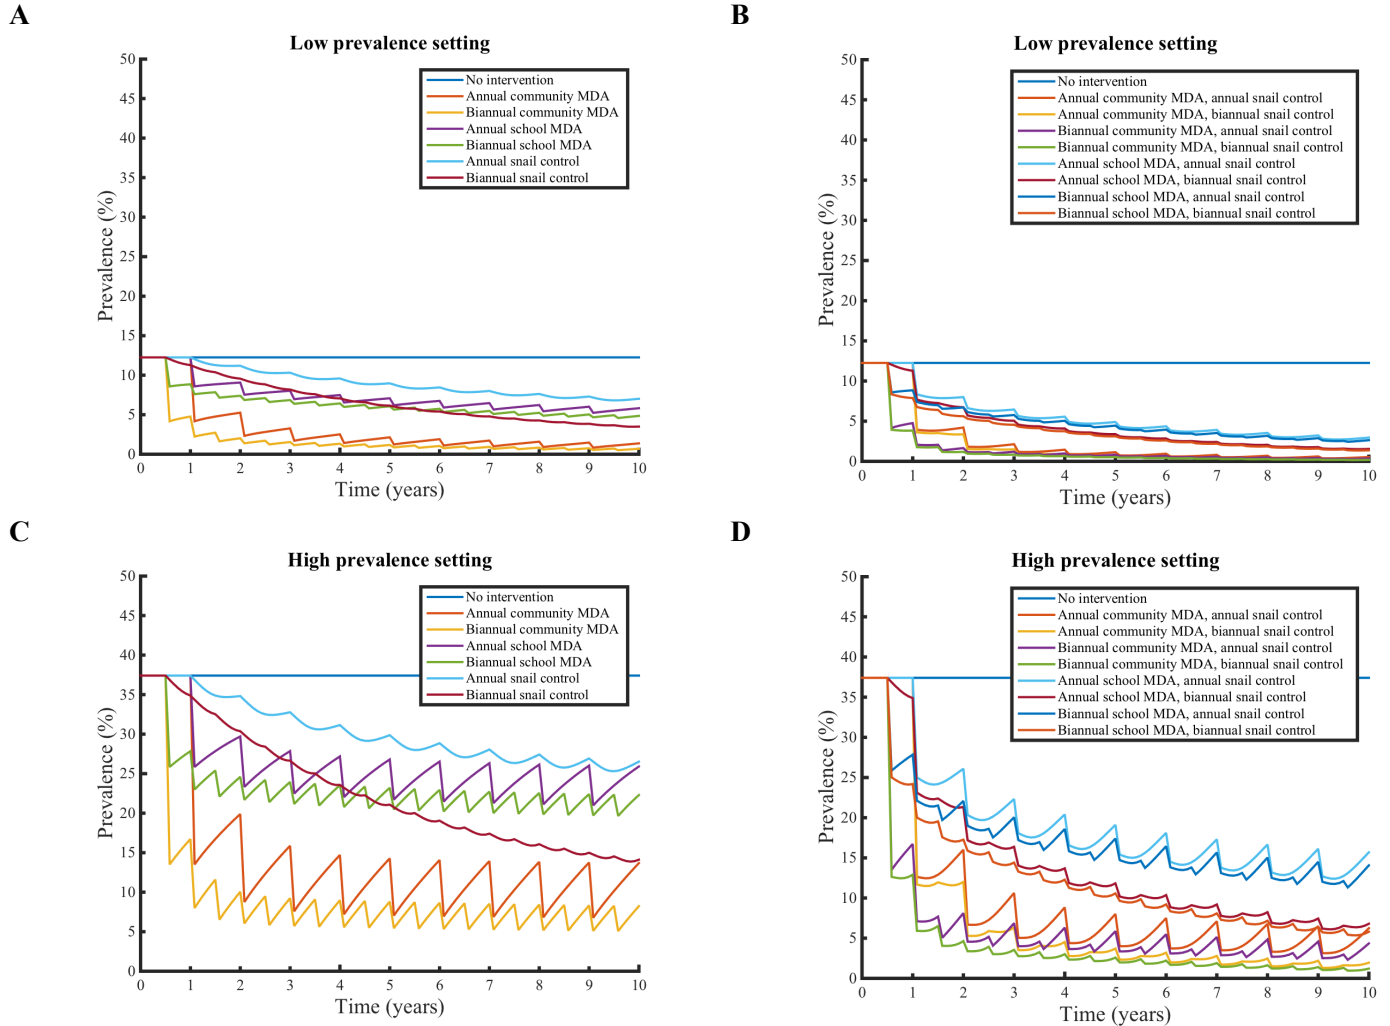 A
Low prevalence setting
50
45
40
35
30
25
20
15
10
5
0
Prevalence (%)
No intervention
Annual community MDA
Biannual community MDA
Annual school MDA
Biannual school MDA
Annual snail control
Biannual snail control
0 1 2 3 4 5 6 7 8 9 10
Time (years)
B
Low prevalence setting
50
45
40
35
30
25
20
15
10
5
0
Prevalence (%)
No intervention
Annual community MDA, annual snail control
Annual community MDA, biannual snail control
Biannual community MDA, annual snail control
Biannual community MDA, biannual snail control
Annual school MDA, annual snail control
Annual school MDA, biannual snail control
Biannual school MDA, annual snail control
Biannual school MDA, biannual snail control
0 1 2 3 4 5 6 7 8 9 10
Time (years)
C
High prevalence setting
50
45
40
35
30
25
20
15
10
5
0
Prevalence (%)
No intervention
Annual community MDA
Biannual community MDA
Annual school MDA
Biannual school MDA
Annual snail control
Biannual snail control
0 1 2 3 4 5 6 7 8 9 10
Time (years)
D
High prevalence setting
50
45
40
35
30
25
20
15
10
5
0
Prevalence (%)
No intervention
Annual community MDA, annual snail control
Annual community MDA, biannual snail control
Biannual community MDA, annual snail control
Biannual community MDA, biannual snail control
Annual school MDA, annual snail control
Annual school MDA, biannual snail control
Biannual school MDA, annual snail control
Biannual school MDA, biannual snail control
0 1 2 3 4 5 6 7 8 9 10
Time (years)